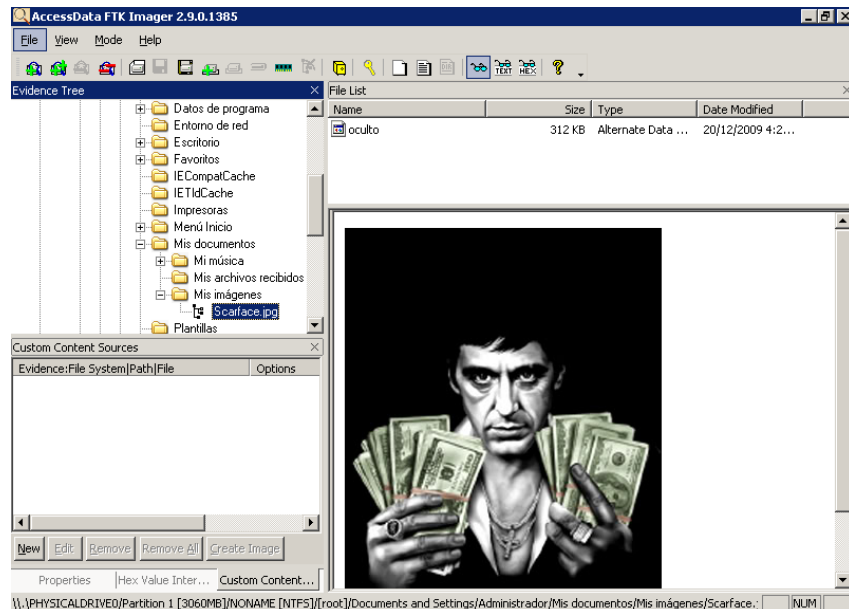 AccessData FTK Imager 2.9.0.1385
File View Mode Help
TEXT HEX
Evidence Tree
Datos de programa
Entorno de red
Escritorio
Favoritos
IECompatCache
IETldCache
Impresoras
Menú Inicio
Mis documentos
Mi música
Mis archivos recibidos
Mis imágenes
Scarface.jpg
Plantillas
File List
Name Size Type Date Modified
oculto 312 KB Alternate Data ... 20/12/2009 4:2...
Custom Content Sources
Evidence:File System|Path|File Options
New Edit Remove Remove All Create Image
Properties Hex Value Inter... Custom Content...
\\.\PHYSICALDRIVE0/Partition 1 [3060MB]/NONAME [NTFS]/[root]/Documents and Settings/Administrador/Mis documentos/Mis imágenes/Scarface. NUM